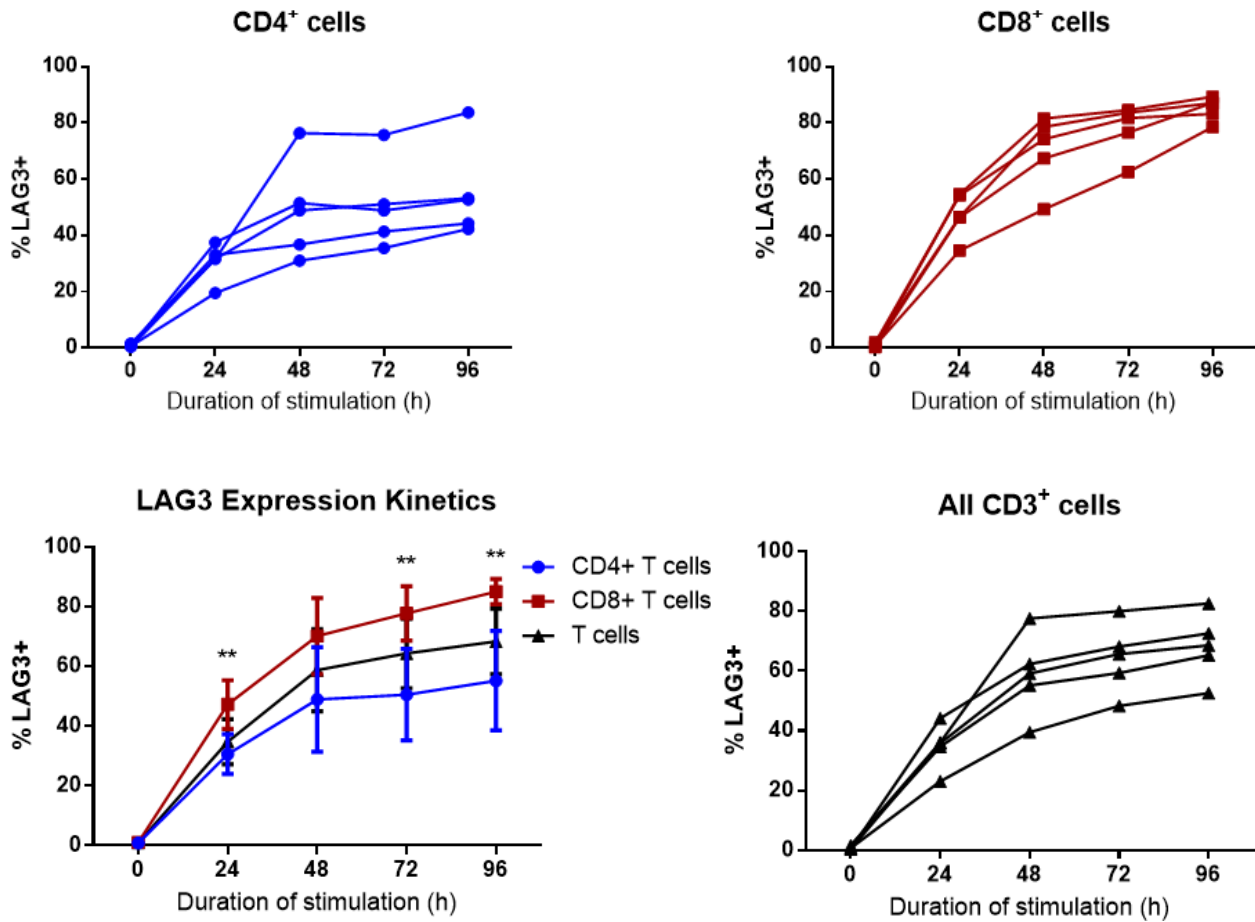 CD4⁺ cells
% LAG3+
100
80
60
40
20
0
0 24 48 72 96
Duration of stimulation (h)
CD8⁺ cells
% LAG3+
100
80
60
40
20
0
0 24 48 72 96
Duration of stimulation (h)
LAG3 Expression Kinetics
% LAG3+
100
80
60
40
20
0
** ** **
CD4+ T cells
CD8+ T cells
T cells
0 24 48 72 96
Duration of stimulation (h)
All CD3⁺ cells
% LAG3+
100
80
60
40
20
0
0 24 48 72 96
Duration of stimulation (h)